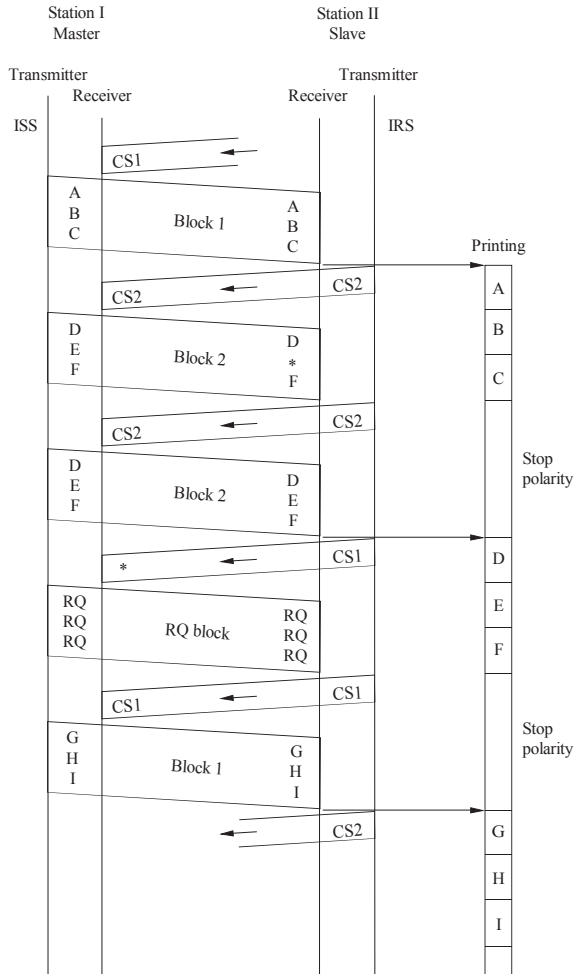 Station I
Master
Station II
Slave
Transmitter
Receiver
Receiver
Transmitter
ISS
IRS
CS1
A
B
C
Block 1
A
B
C
Printing
CS2
CS2
A
D
E
F
Block 2
D
*
F
B
C
CS2
CS2
D
E
F
Block 2
D
E
F
Stop
polarity
*
CS1
D
RQ
RQ
RQ
RQ block
RQ
RQ
RQ
E
F
CS1
CS1
G
H
I
Block 1
G
H
I
Stop
polarity
CS2
G
H
I